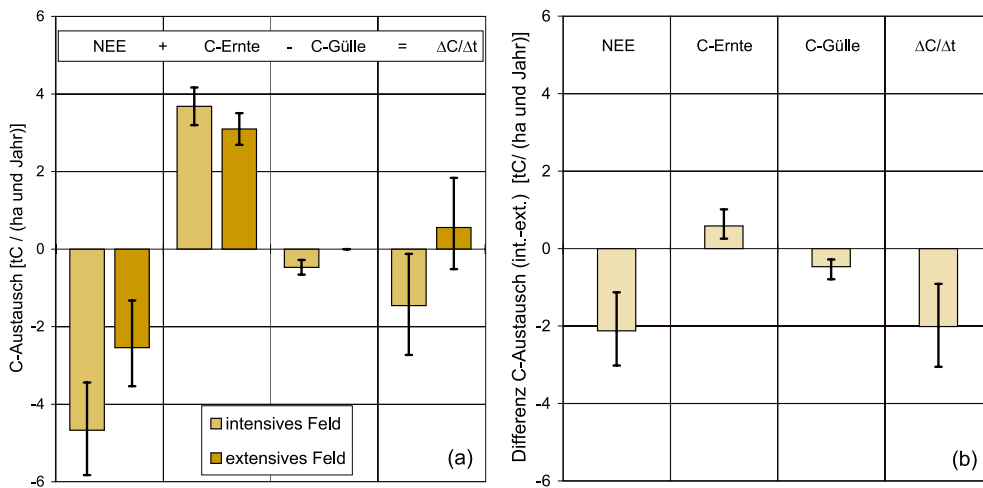 6
4
2
0
-2
-4
-6
C-Austausch [tC / (ha und Jahr)]
NEE + C-Ernte - C-Gülle = ΔC/Δt
intensives Feld
extensives Feld
(a)
6
4
2
0
-2
-4
-6
Differenz C-Austausch (int.-ext.) [tC/ (ha und Jahr)]
NEE C-Ernte C-Gülle ΔC/Δt
(b)